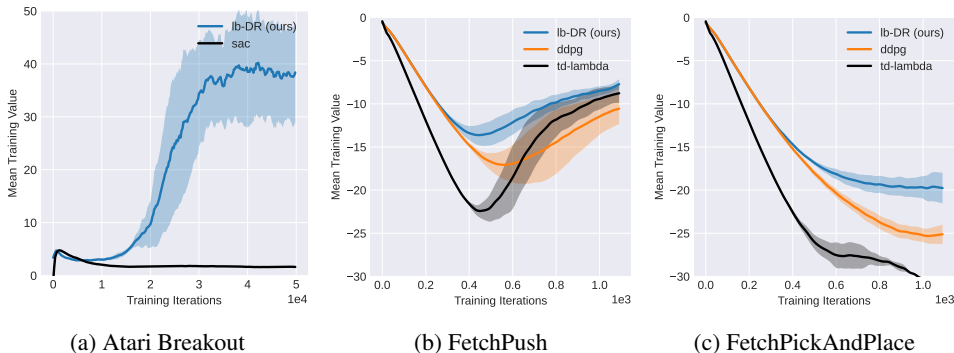 50
40
30
20
10
0
Mean Training Value
lb-DR (ours)
sac
0 1 2 3 4 5
1e4
Training Iterations
(a) Atari Breakout
0
−5
−10
−15
−20
−25
−30
Mean Training Value
lb-DR (ours)
ddpg
td-lambda
0.0 0.2 0.4 0.6 0.8 1.0
1e3
Training Iterations
(b) FetchPush
0
−5
−10
−15
−20
−25
−30
Mean Training Value
lb-DR (ours)
ddpg
td-lambda
0.0 0.2 0.4 0.6 0.8 1.0
1e3
Training Iterations
(c) FetchPickAndPlace